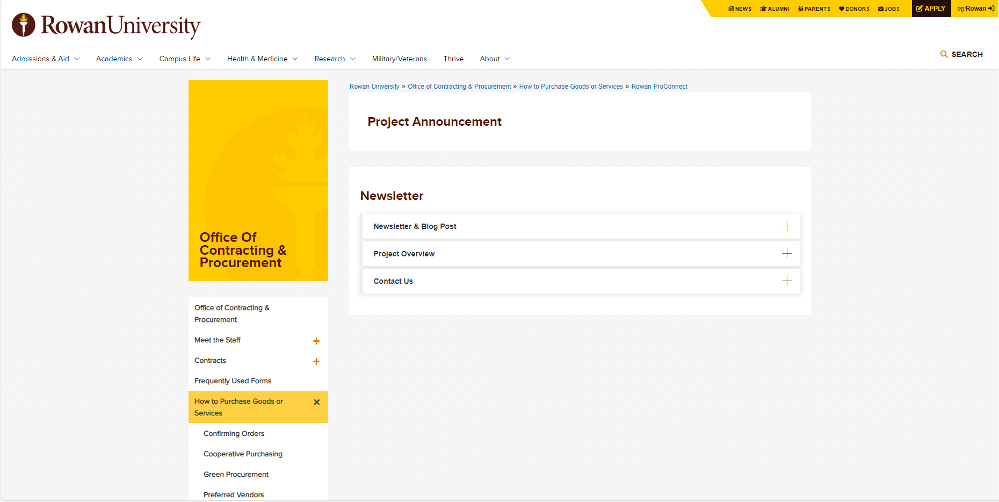 NEWS ALUMNI PARENTS DONORS JOBS APPLY myRowan
RowanUniversity
Admissions & Aid Academics Campus Life Health & Medicine Research Military/Veterans Thrive About SEARCH
Office Of
Contracting &
Procurement
Office of Contracting &
Procurement
Meet the Staff
Contracts
Frequently Used Forms
How to Purchase Goods or
Services
Confirming Orders
Cooperative Purchasing
Green Procurement
Preferred Vendors
Rowan University » Office of Contracting & Procurement » How to Purchase Goods or Services » Rowan ProConnect
Project Announcement
Newsletter
Newsletter & Blog Post
Project Overview
Contact Us